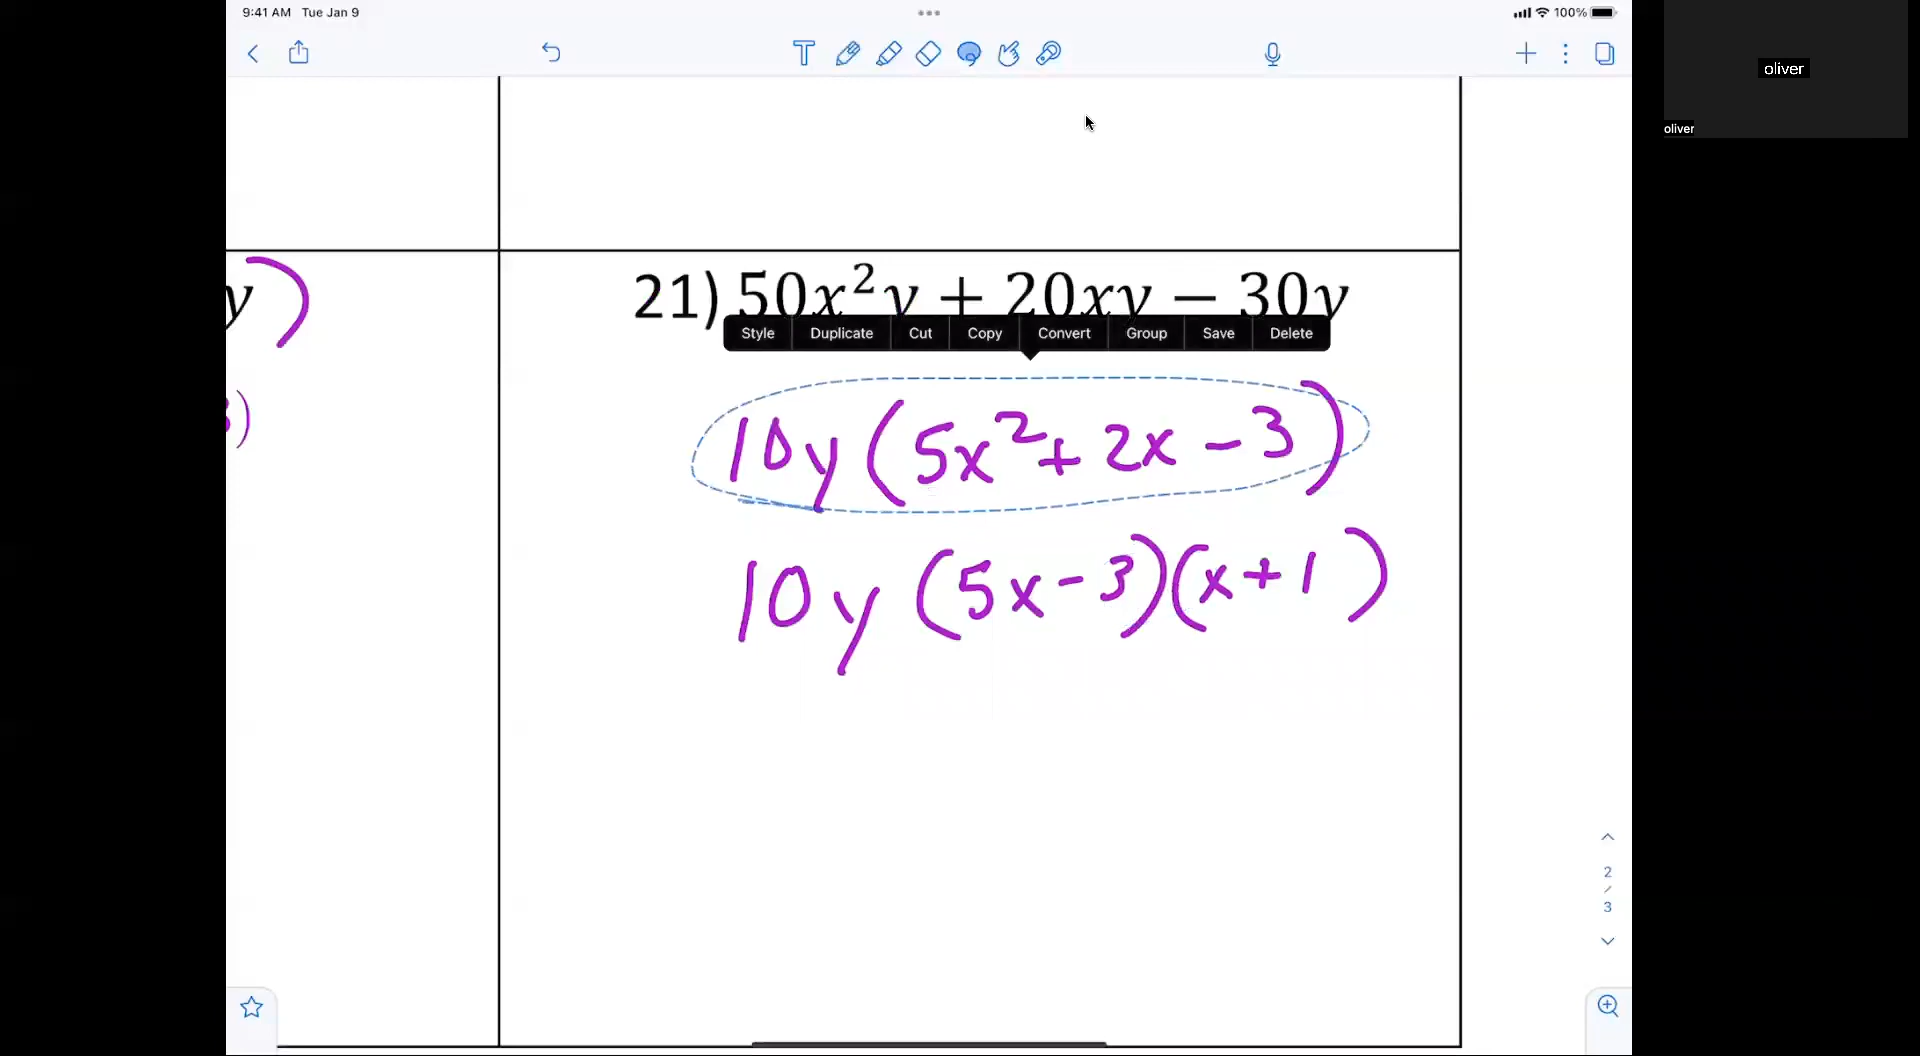 9:41 AM Tue Jan 9
100%
oliver
oliver
y)
21) 50x²y + 20xy − 30y
Style Duplicate Cut Copy Convert Group Save Delete
3)
10y(5x²+2x-3)
10y(5x-3)(x+1)
2
/
3